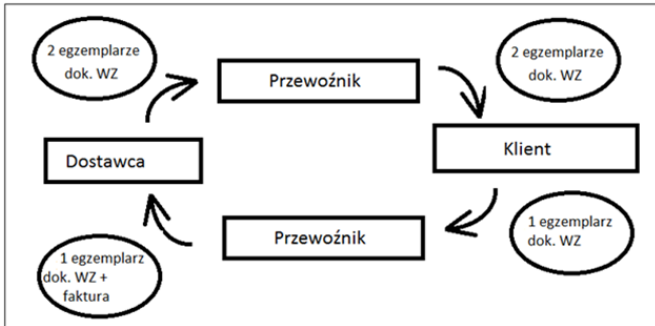 2 egzemplarze
dok. WZ
Przewoźnik
2 egzemplarze
dok. WZ
Dostawca
Klient
Przewoźnik
1 egzemplarz
dok. WZ
1 egzemplarz
dok. WZ +
faktura